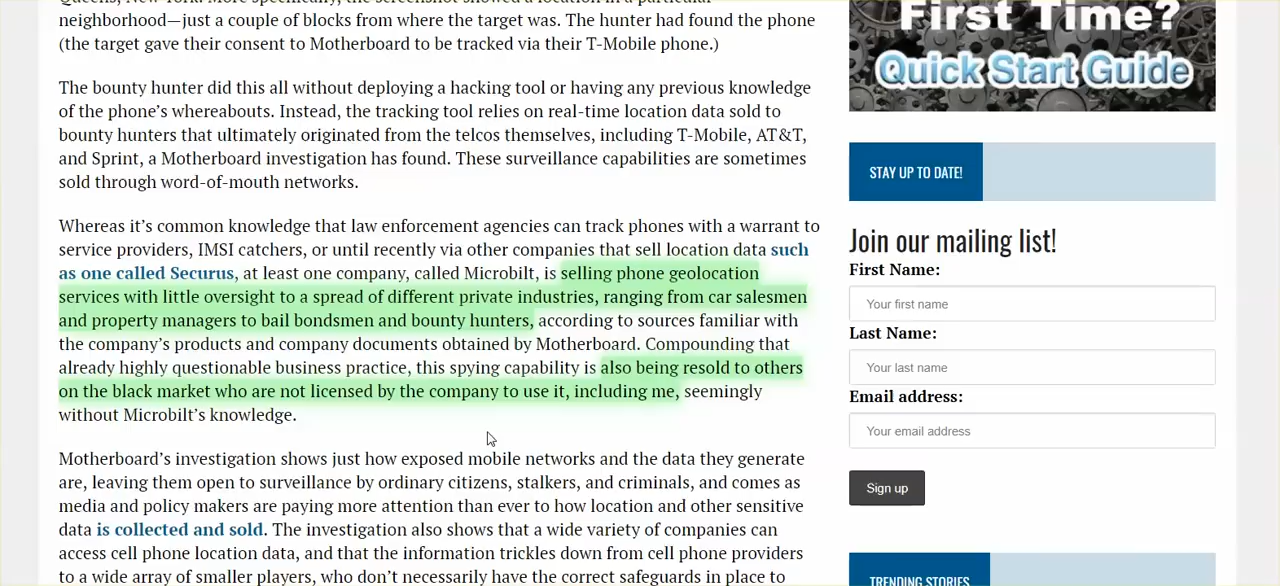 Queens, New York. More specifically, the screenshot showed a location in a particular
neighborhood—just a couple of blocks from where the target was. The hunter had found the phone
(the target gave their consent to Motherboard to be tracked via their T-Mobile phone.)
The bounty hunter did this all without deploying a hacking tool or having any previous knowledge
of the phone’s whereabouts. Instead, the tracking tool relies on real-time location data sold to
bounty hunters that ultimately originated from the telcos themselves, including T-Mobile, AT&T,
and Sprint, a Motherboard investigation has found. These surveillance capabilities are sometimes
sold through word-of-mouth networks.
Whereas it’s common knowledge that law enforcement agencies can track phones with a warrant to
service providers, IMSI catchers, or until recently via other companies that sell location data such
as one called Securus, at least one company, called Microbilt, is selling phone geolocation
services with little oversight to a spread of different private industries, ranging from car salesmen
and property managers to bail bondsmen and bounty hunters, according to sources familiar with
the company’s products and company documents obtained by Motherboard. Compounding that
already highly questionable business practice, this spying capability is also being resold to others
on the black market who are not licensed by the company to use it, including me, seemingly
without Microbilt’s knowledge.
Motherboard’s investigation shows just how exposed mobile networks and the data they generate
are, leaving them open to surveillance by ordinary citizens, stalkers, and criminals, and comes as
media and policy makers are paying more attention than ever to how location and other sensitive
data is collected and sold. The investigation also shows that a wide variety of companies can
access cell phone location data, and that the information trickles down from cell phone providers
to a wide array of smaller players, who don’t necessarily have the correct safeguards in place to
First Time?
Quick Start Guide
STAY UP TO DATE!
Join our mailing list!
First Name:
Your first name
Last Name:
Your last name
Email address:
Your email address
Sign up
TRENDING STORIES